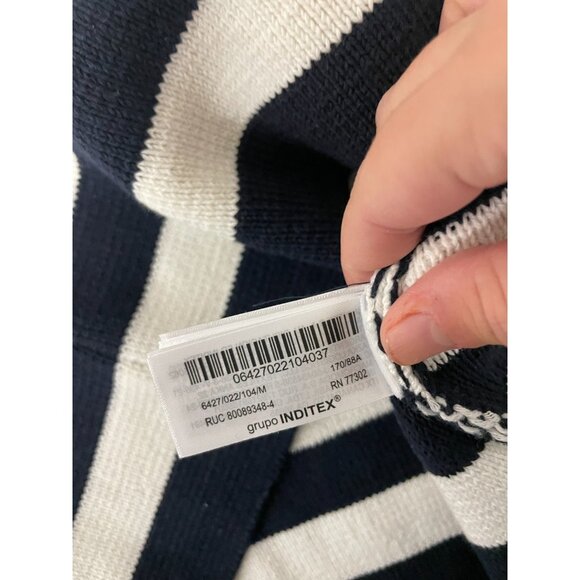 06427022104037
6427/022/104/M 170/88A
RUC 80089348-4 RN 77302
grupo INDITEX®